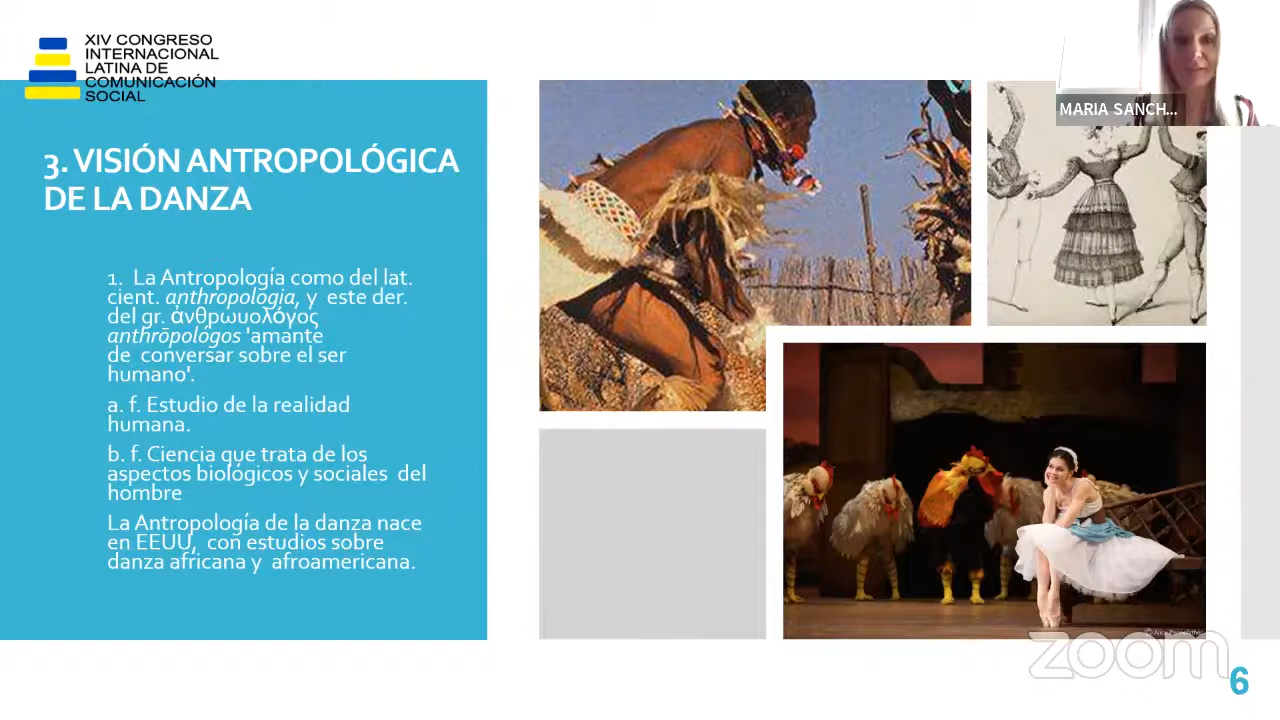 XIV CONGRESO
INTERNACIONAL
LATINA DE
COMUNICACIÓN
SOCIAL
MARIA SANCH...
3. VISIÓN ANTROPOLÓGICA
DE LA DANZA
1. La Antropología como del lat.
cient. anthropologia, y este der.
del gr. άνθρωυολόγος
anthrōpológos 'amante
de conversar sobre el ser
humano'.
a. f. Estudio de la realidad
humana.
b. f. Ciencia que trata de los
aspectos biológicos y sociales del
hombre
La Antropología de la danza nace
en EEUU, con estudios sobre
danza africana y afroamericana.
zoom
6